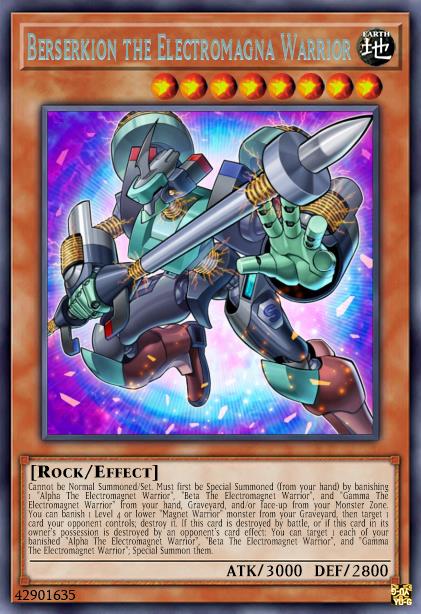 BERSERKION THE ELECTROMAGNA WARRIOR
EARTH
地
[ROCK/EFFECT]
Cannot be Normal Summoned/Set. Must first be Special Summoned (from your hand) by banishing
1 "Alpha The Electromagnet Warrior", "Beta The Electromagnet Warrior", and "Gamma The
Electromagnet Warrior" from your hand, Graveyard, and/or face-up from your Monster Zone.
You can banish 1 Level 4 or lower "Magnet Warrior" monster from your Graveyard, then target 1
card your opponent controls; destroy it. If this card is destroyed by battle, or if this card in its
owner's possession is destroyed by an opponent's card effect: You can target 1 each of your
banished "Alpha The Electromagnet Warrior", "Beta The Electromagnet Warrior", and "Gamma
The Electromagnet Warrior"; Special Summon them.
ATK/3000 DEF/2800
42901635